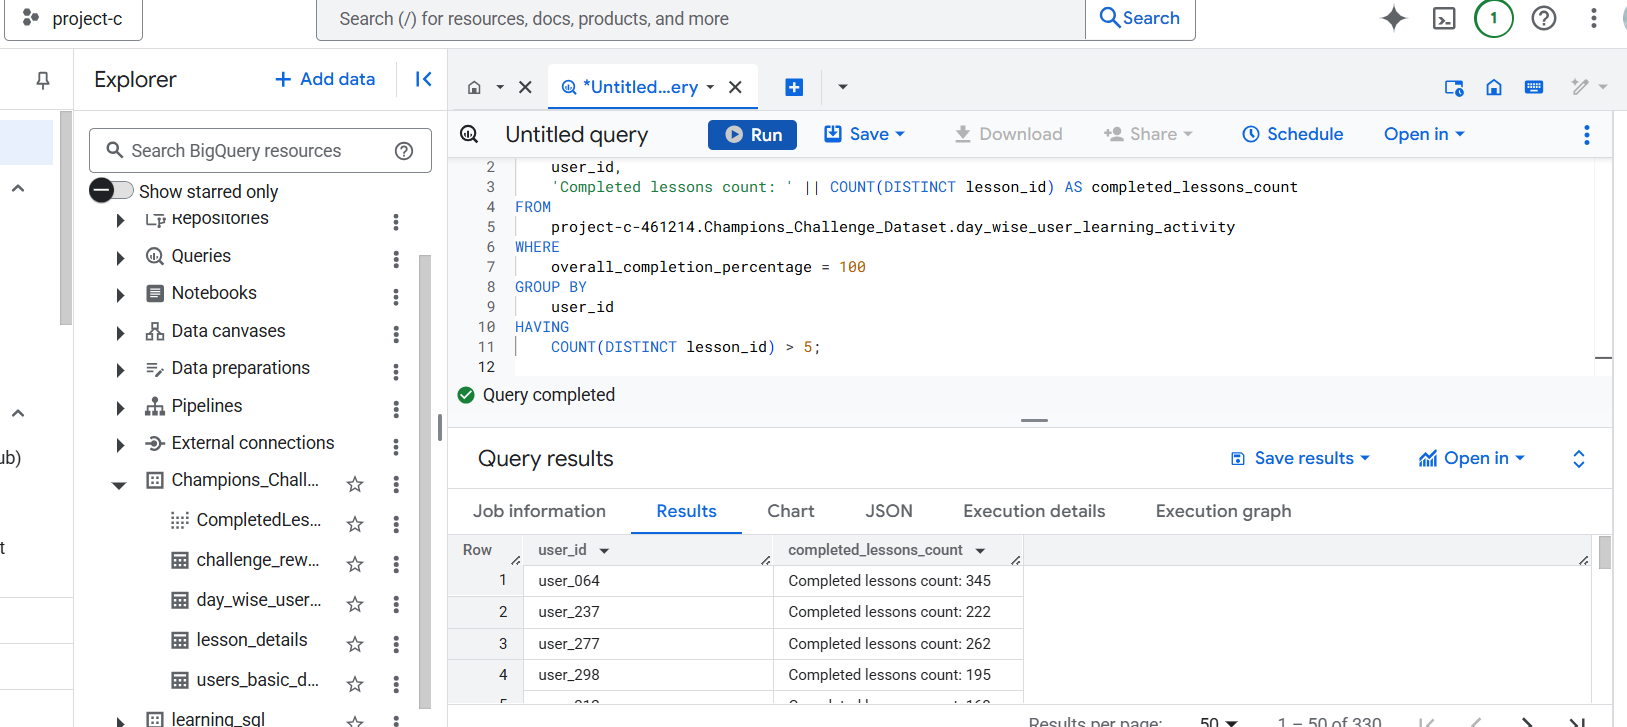 project-c
Search (/) for resources, docs, products, and more
Search
1
Explorer
+ Add data
*Untitled...ery
Untitled query
Run
Save
Download
Share
Schedule
Open in
Search BigQuery resources
Show starred only
Repositories
Queries
Notebooks
Data canvases
Data preparations
Pipelines
External connections
Champions_Chall...
CompletedLes...
challenge_rew...
day_wise_user...
lesson_details
users_basic_d...
learning_sql
ub)
t
2 user_id,
3 'Completed lessons count: ' || COUNT(DISTINCT lesson_id) AS completed_lessons_count
4 FROM
5 project-c-461214.Champions_Challenge_Dataset.day_wise_user_learning_activity
6 WHERE
7 overall_completion_percentage = 100
8 GROUP BY
9 user_id
10 HAVING
11 COUNT(DISTINCT lesson_id) > 5;
12
Query completed
Query results
Save results
Open in
Job information Results Chart JSON Execution details Execution graph
Row user_id completed_lessons_count
1 user_064 Completed lessons count: 345
2 user_237 Completed lessons count: 222
3 user_277 Completed lessons count: 262
4 user_298 Completed lessons count: 195
Results per page: 50 1 – 50 of 330